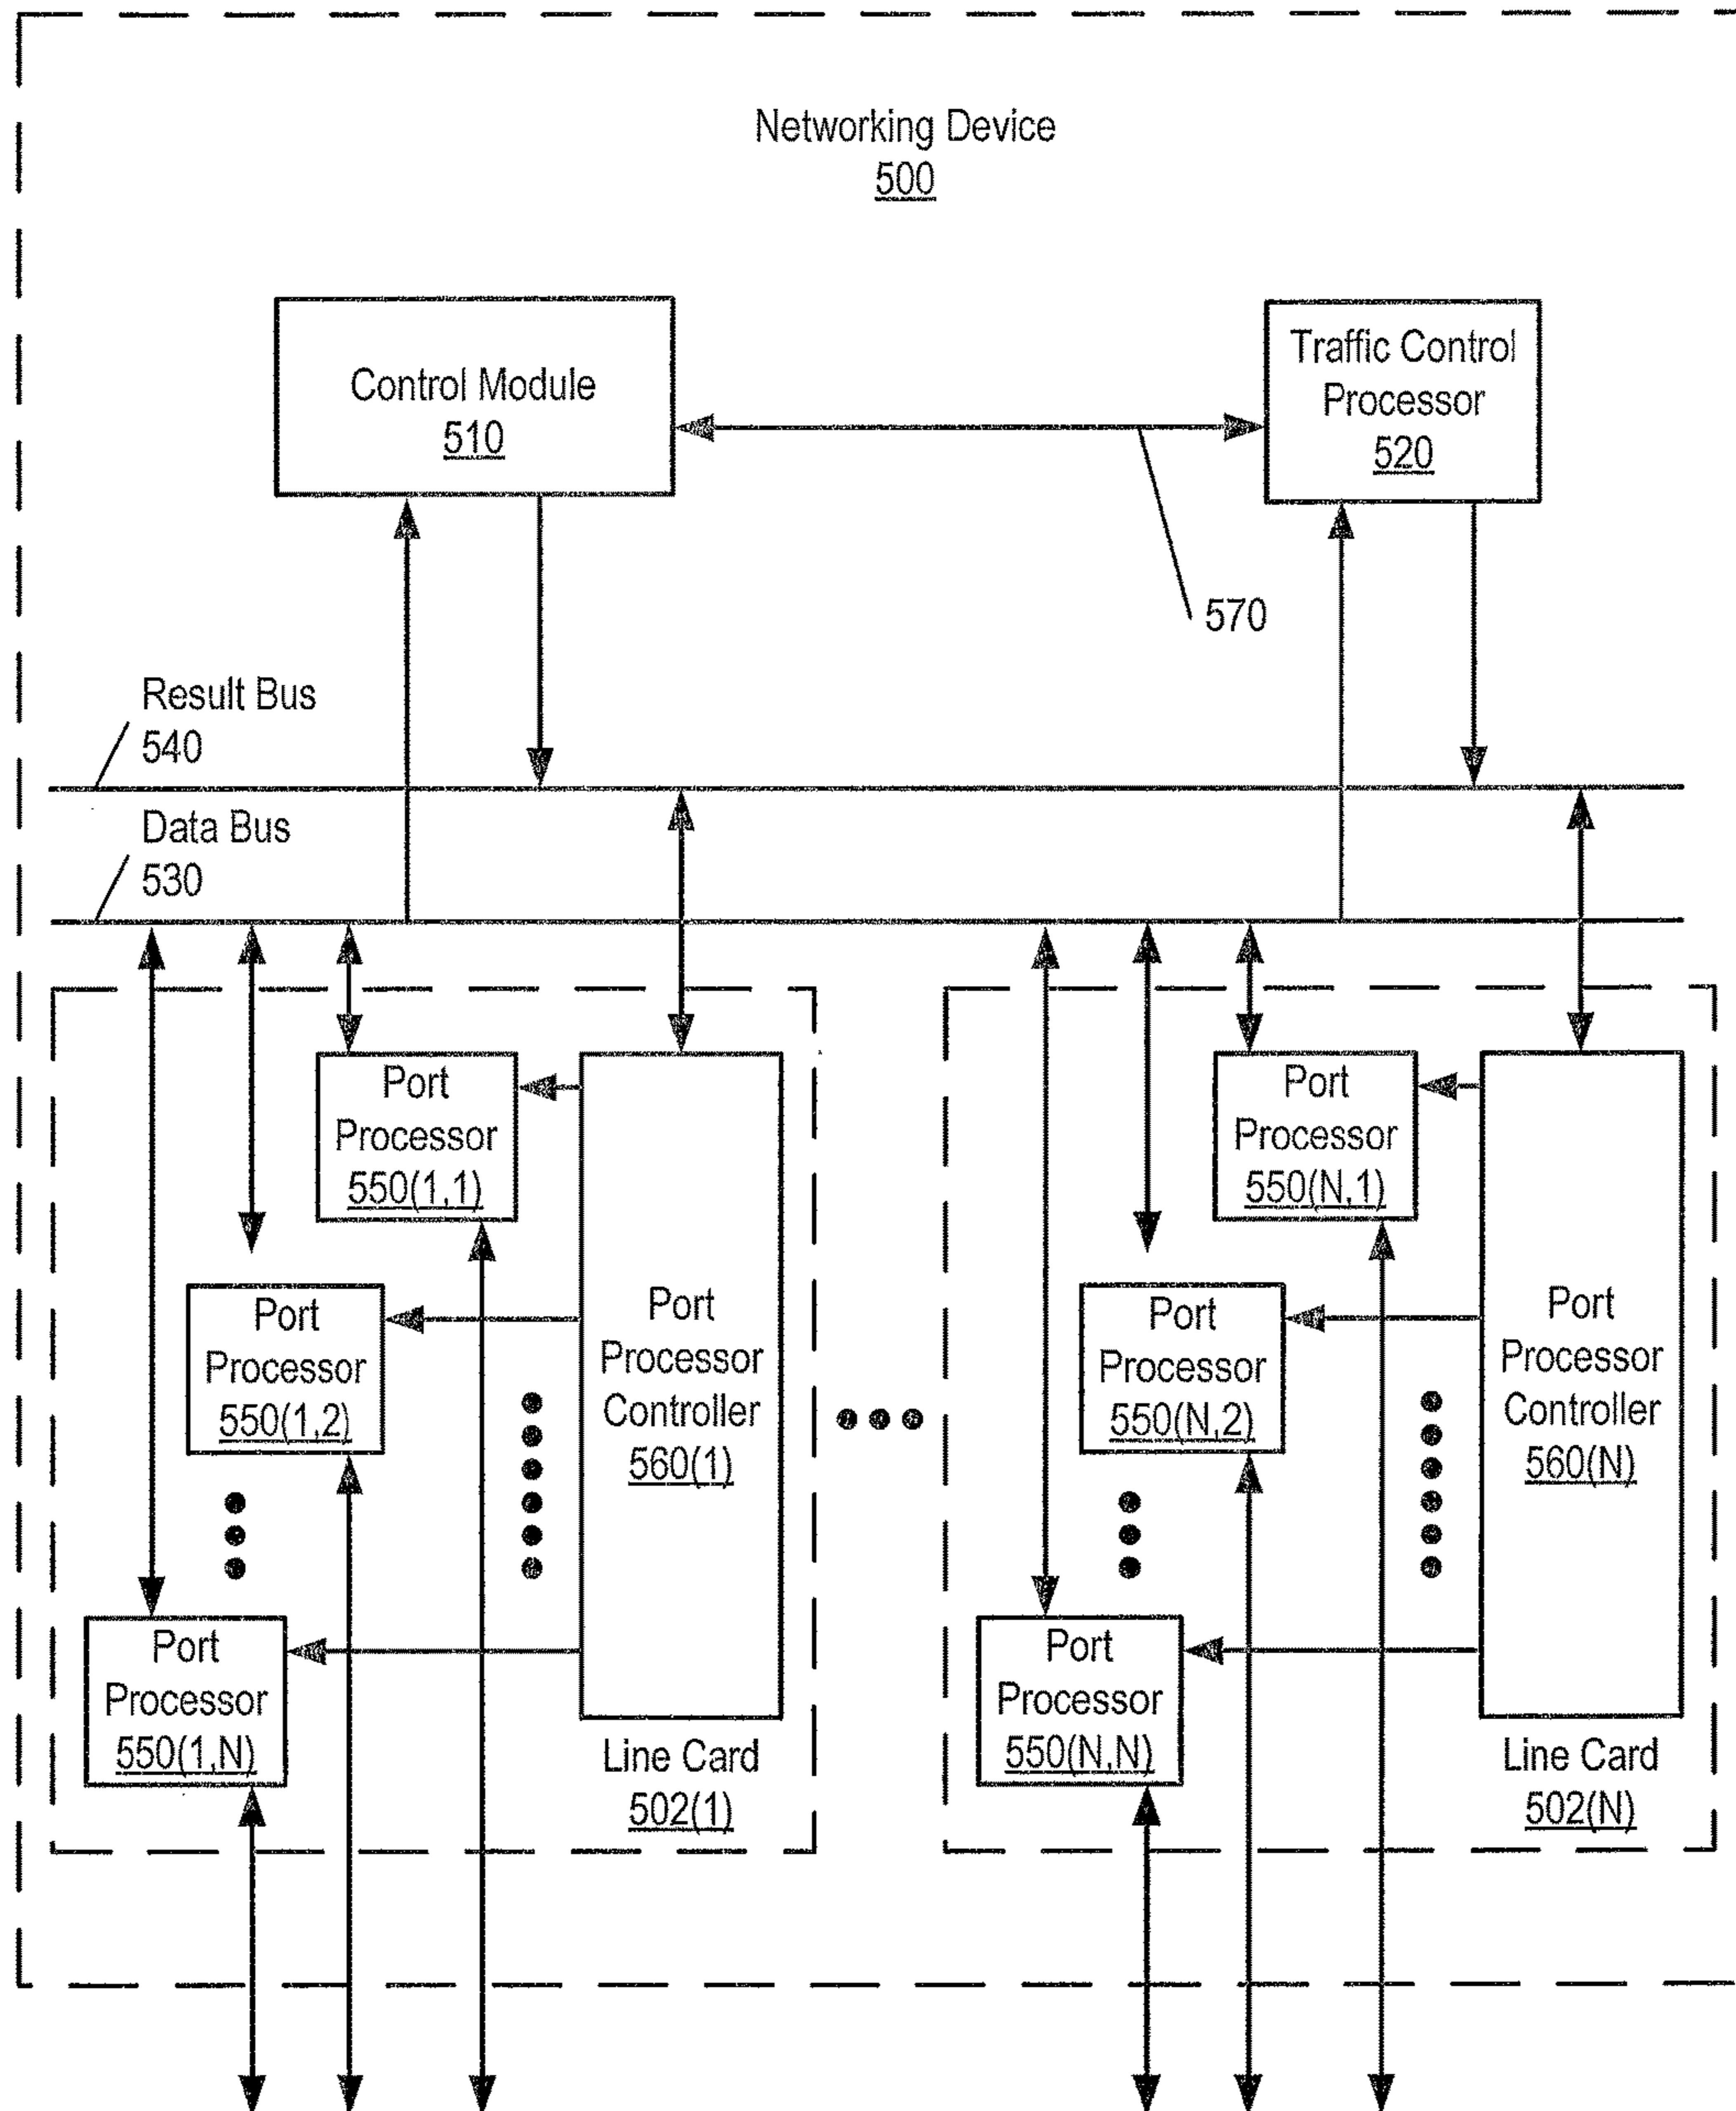 Networking Device
500
Control Module
510
Traffic Control
Processor
520
570
Result Bus
540
Data Bus
530
Port
Processor
550(1,1)
Port
Processor
550(1,2)
Port
Processor
550(1,N)
Port
Processor
Controller
560(1)
Line Card
502(1)
Port
Processor
550(N,1)
Port
Processor
550(N,2)
Port
Processor
550(N,N)
Port
Processor
Controller
560(N)
Line Card
502(N)